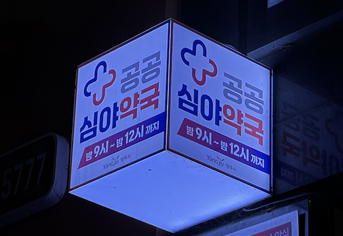 공공
심야약국
밤 9시~밤 12시 까지
공공
심야약국
밤 9시~밤 12시 까지
5777